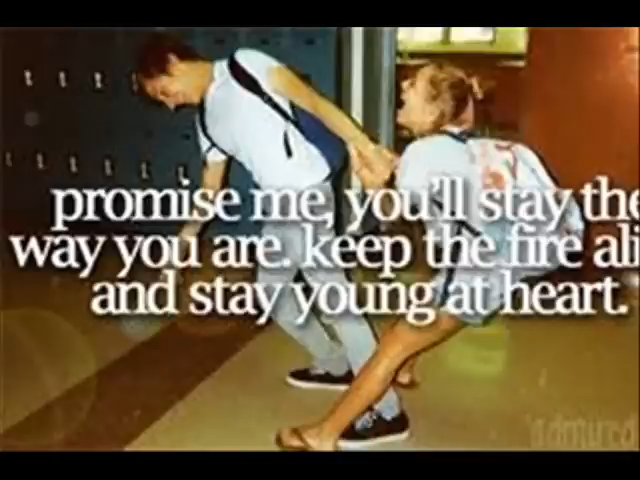 promise me, you'll stay the
way you are. keep the fire ali
and stay young at heart.